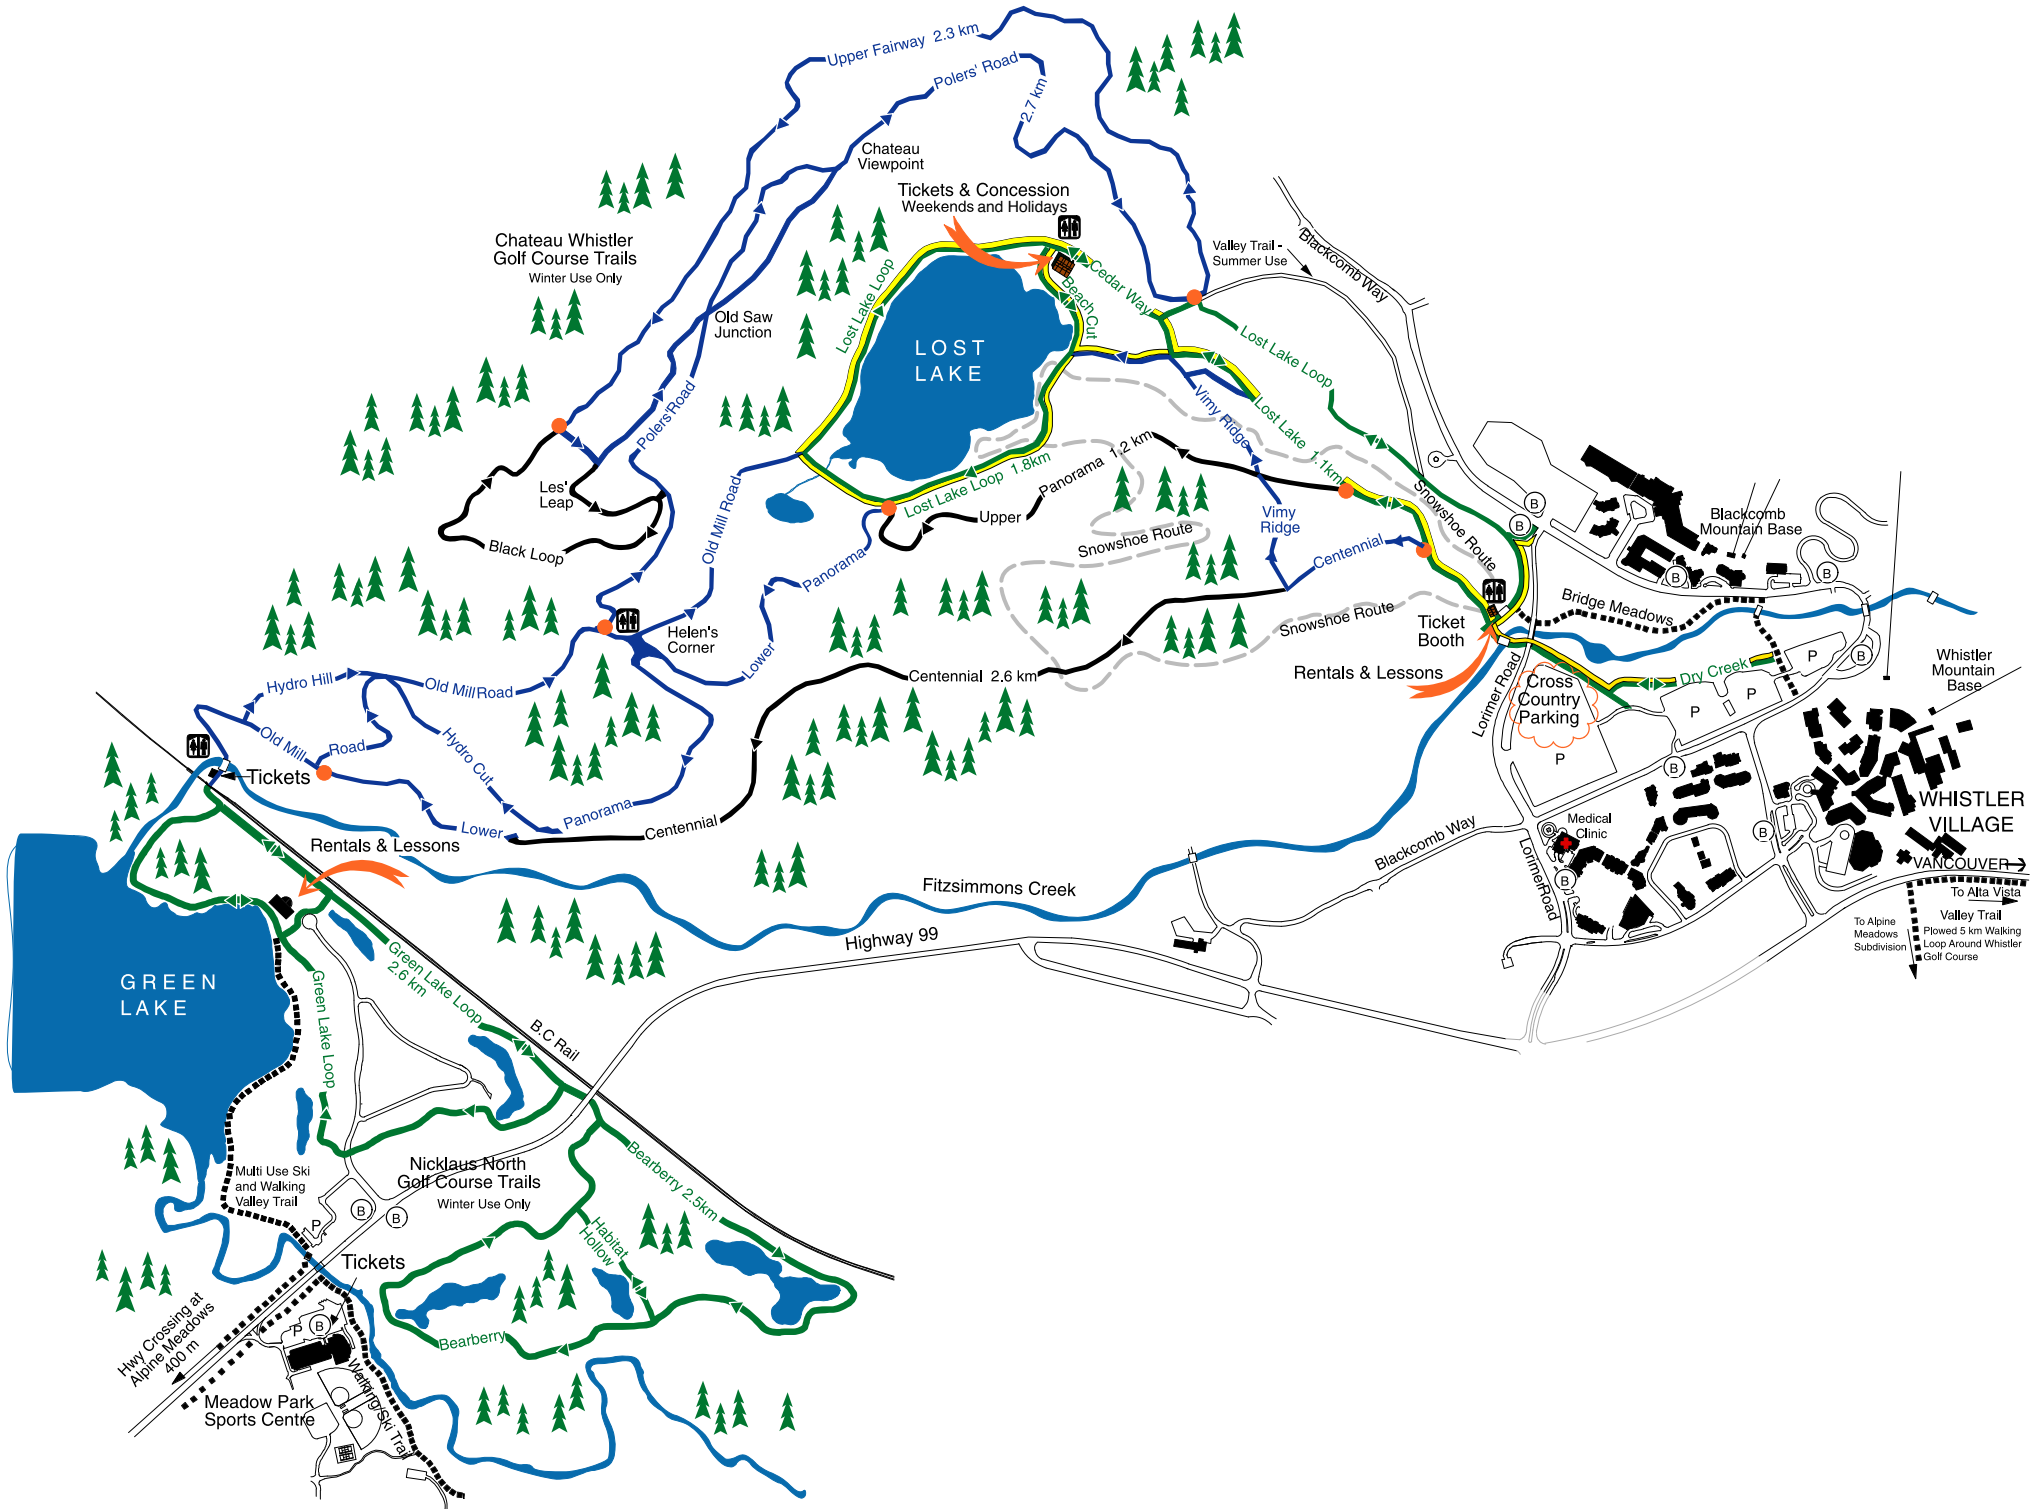 Upper Fairway 2.3 km
Polers' Road
2.7 km
Chateau
Viewpoint
Tickets & Concession
Weekends and Holidays
Chateau Whistler
Golf Course Trails
Winter Use Only
Valley Trail -
Summer Use
Blackcomb Way
Lost Lake Loop
Cedar Way
Beach Cut
Old Saw
Junction
LOST
LAKE
Lost Lake Loop
Polers' Road
Vimy Ridge
Lost Lake 1.1km
Les'
Leap
Black Loop
Old Mill Road
Lost Lake Loop 1.8km
Panorama 1.2 km
Upper
Snowshoe Route
Snowshoe Route
Vimy
Ridge
Centennial
Panorama
Blackcomb
Mountain Base
B
B
B
B
B
Bridge Meadows
Snowshoe Route
Ticket
Booth
Helen's
Corner
Lower
Rentals & Lessons
Centennial 2.6 km
Hydro Hill
Old Mill Road
Old Mill
Road
Hydro Cut
Lorimer Road
Cross
Country
Parking
Dry Creek
P
P
P
P
Whistler
Mountain
Base
Tickets
Lower
Panorama
Centennial
Rentals & Lessons
B
B
B
Medical
Clinic
WHISTLER
VILLAGE
VANCOUVER
To Alta Vista
Valley Trail
Plowed 5 km Walking
Loop Around Whistler
Golf Course
To Alpine
Meadows
Subdivision
Blackcomb Way
Lorimer Road
Fitzsimmons Creek
Highway 99
GREEN
LAKE
Green Lake Loop
2.6 km
Green Lake Loop
B.C Rail
Multi Use Ski
and Walking
Valley Trail
Nicklaus North
Golf Course Trails
Winter Use Only
Bearberry 2.5km
Habitat
Hollow
P
B
B
Tickets
Bearberry
Hwy Crossing at
Alpine Meadows
400 m
P
B
Meadow Park
Sports Centre
Walking/Ski Trail